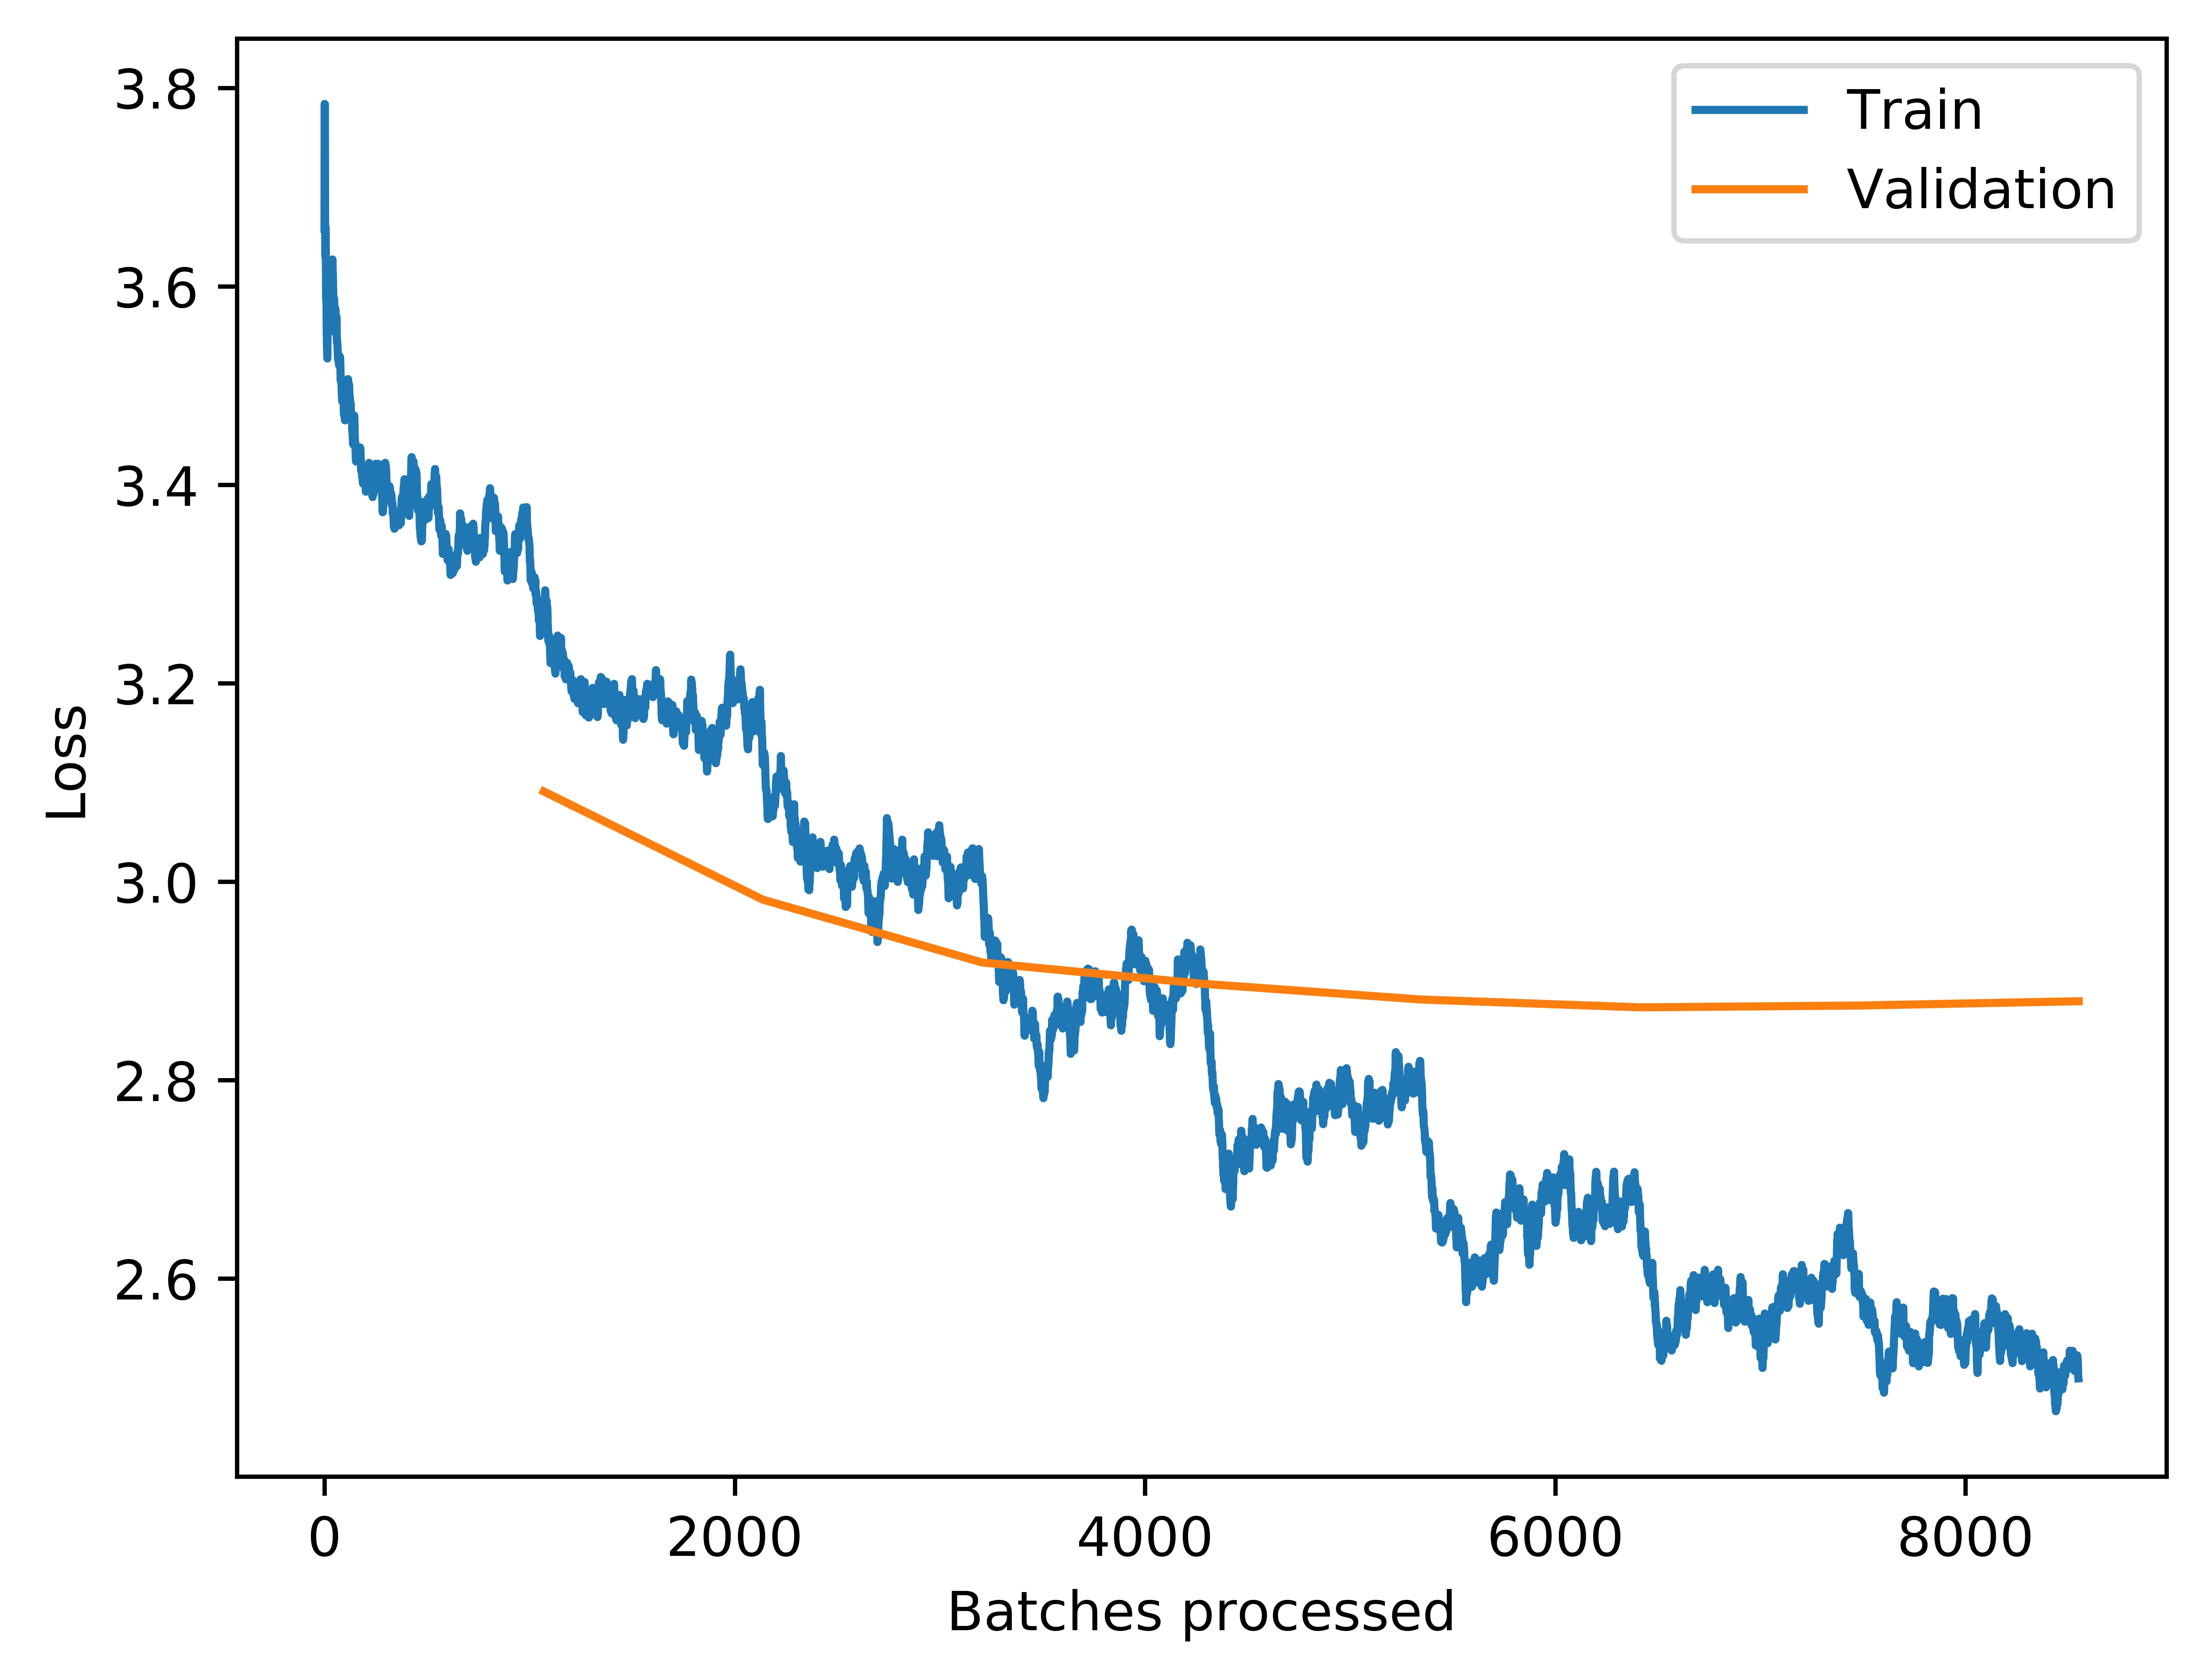 Train
Validation
3.8
3.6
3.4
3.2
3.0
2.8
2.6
Loss
0 2000 4000 6000 8000
Batches processed